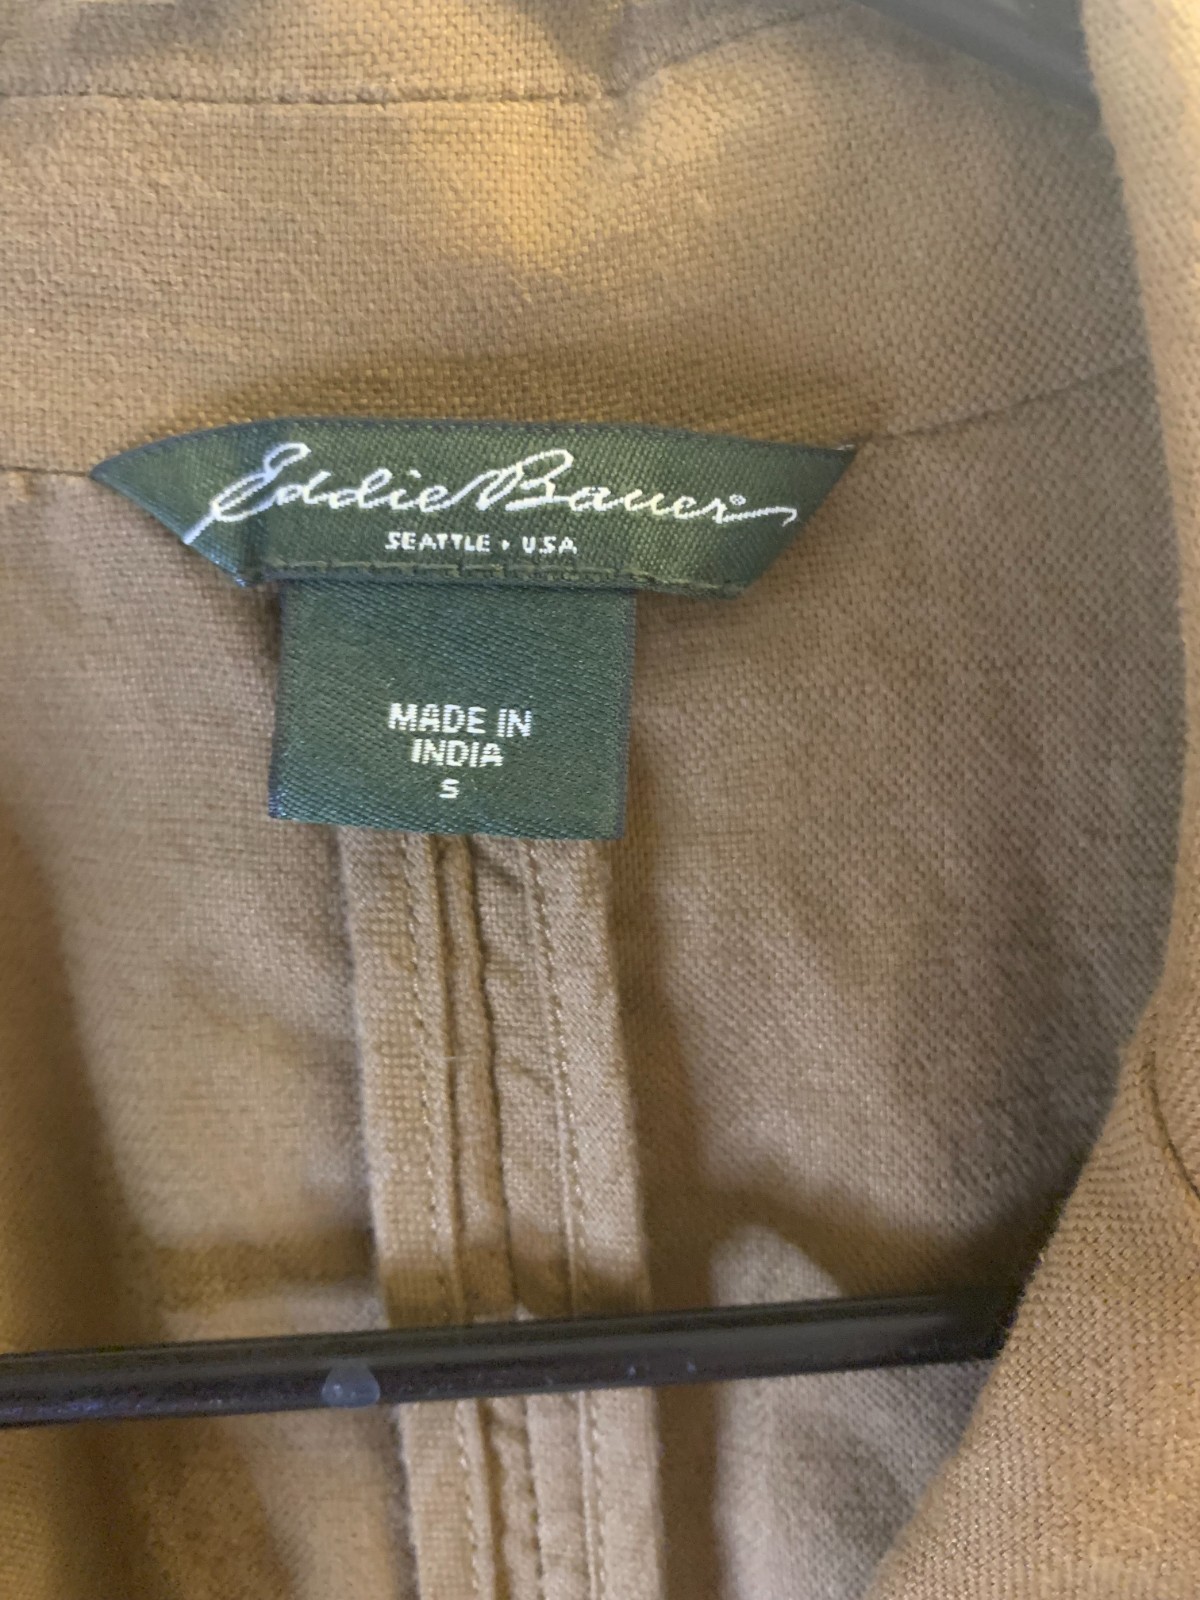 Eddie Bauer®
SEATTLE • USA
MADE IN
INDIA
S